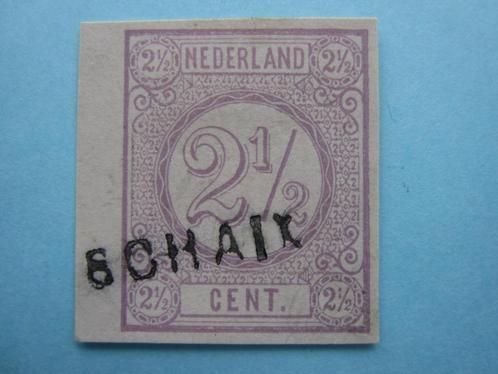 2½ NEDERLAND 2½
2½
SCHAIK
2½ CENT. 2½